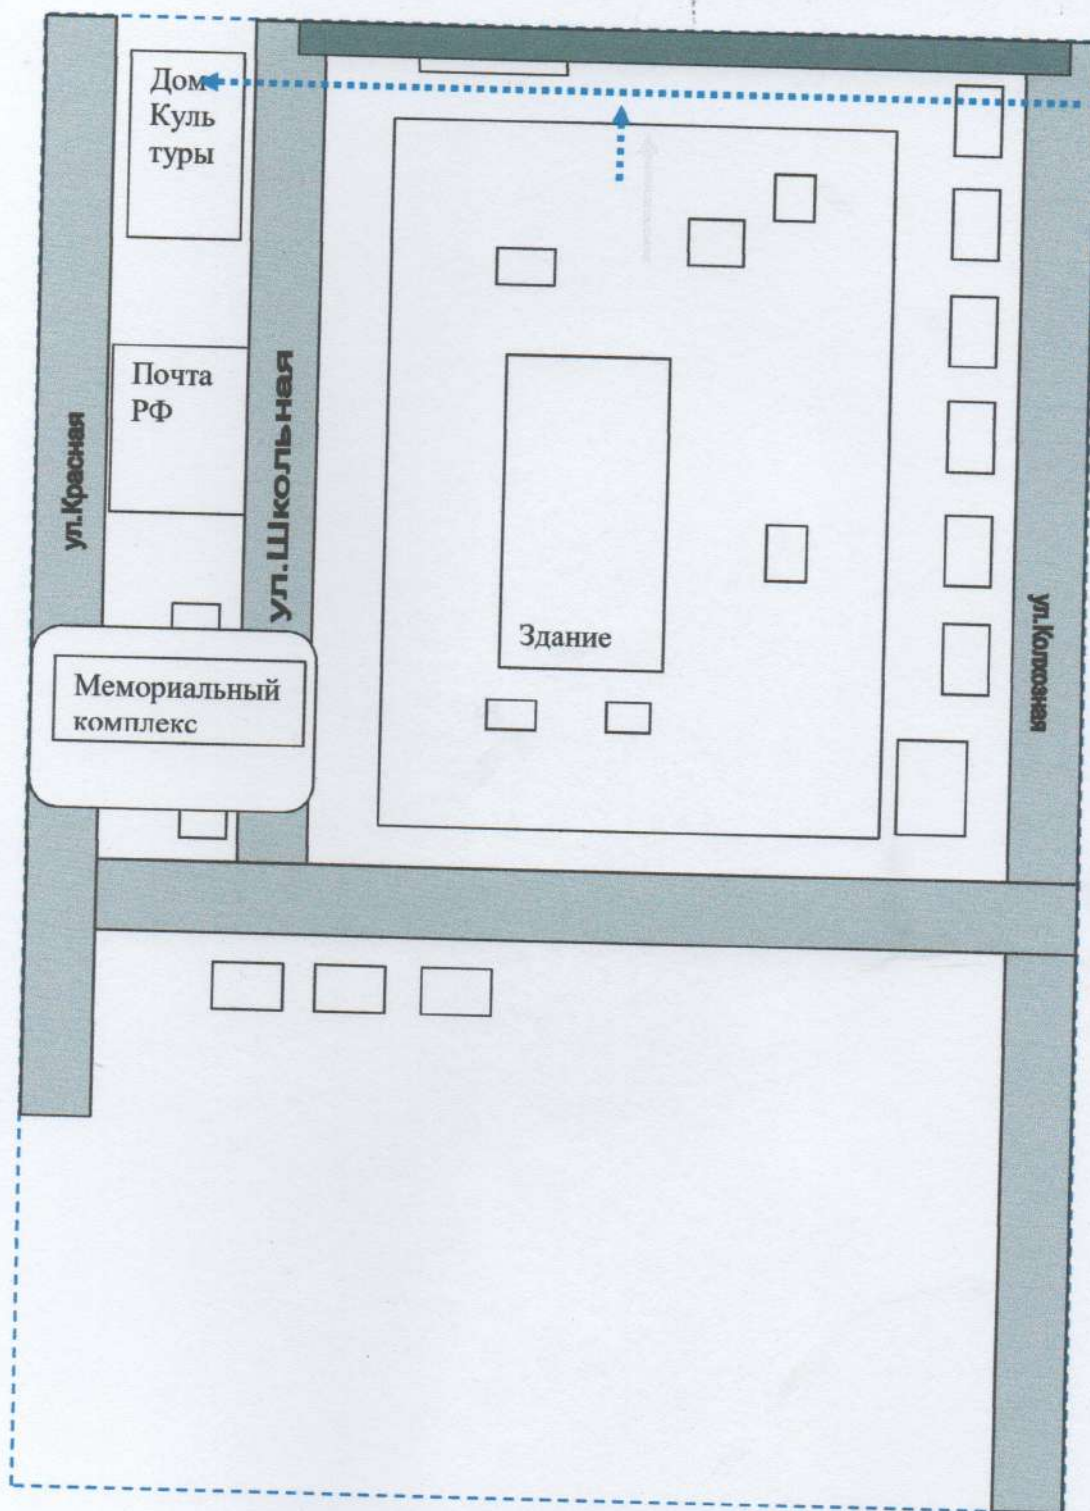 Дом
Куль
туры
Почта
РФ
ул.Красная
ул.Школьная
Здание
ул.Колхозная
Мемориальный
комплекс